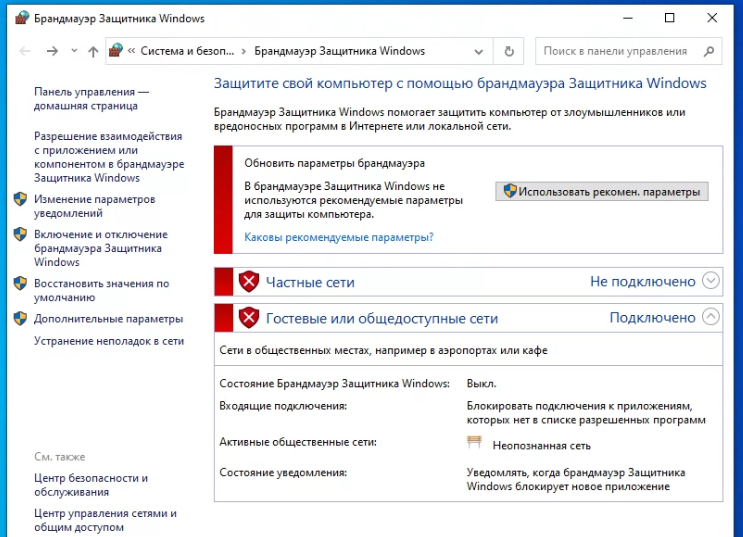 Брандмауэр Защитника Windows
« Система и безоп... › Брандмауэр Защитника Windows
Поиск в панели управления
Панель управления —
домашняя страница
Разрешение взаимодействия
с приложением или
компонентом в брандмауэре
Защитника Windows
Изменение параметров
уведомлений
Включение и отключение
брандмауэра Защитника
Windows
Восстановить значения по
умолчанию
Дополнительные параметры
Устранение неполадок в сети
См. также
Центр безопасности и
обслуживания
Центр управления сетями и
общим доступом
Защитите свой компьютер с помощью брандмауэра Защитника Windows
Брандмауэр Защитника Windows помогает защитить компьютер от злоумышленников или
вредоносных программ в Интернете или локальной сети.
Обновить параметры брандмауэра
В брандмауэре Защитника Windows не
используются рекомендуемые параметры
для защиты компьютера.
Использовать рекомен. параметры
Каковы рекомендуемые параметры?
Частные сети Не подключено
Гостевые или общедоступные сети Подключено
Сети в общественных местах, например в аэропортах или кафе
Состояние Брандмауэр Защитника Windows: Выкл.
Входящие подключения: Блокировать подключения к приложениям,
которых нет в списке разрешенных программ
Активные общественные сети: Неопознанная сеть
Состояние уведомления: Уведомлять, когда брандмауэр Защитника
Windows блокирует новое приложение